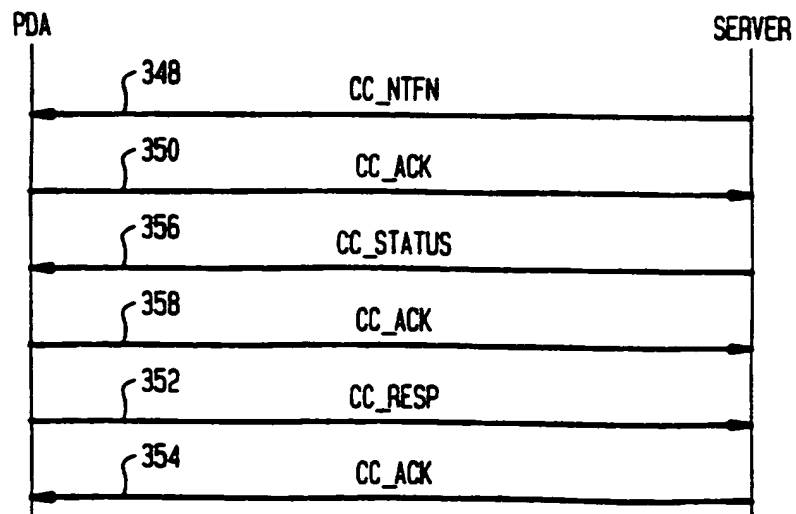 PDA SERVER
348 CC_NTFN
350 CC_ACK
356 CC_STATUS
358 CC_ACK
352 CC_RESP
354 CC_ACK